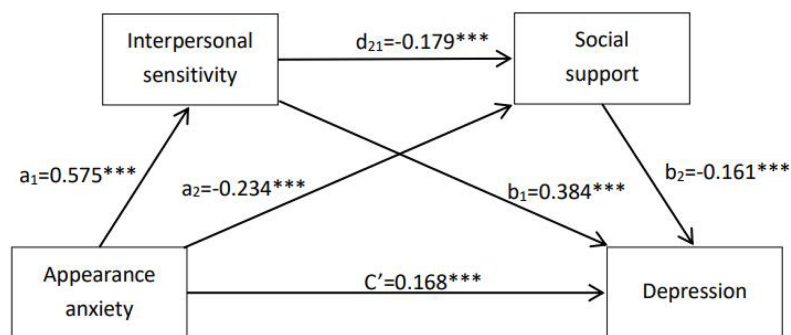 Interpersonal
sensitivity
d21=-0.179***
Social
support
a1=0.575***
a2=-0.234***
b1=0.384***
b2=-0.161***
Appearance
anxiety
C’=0.168***
Depression